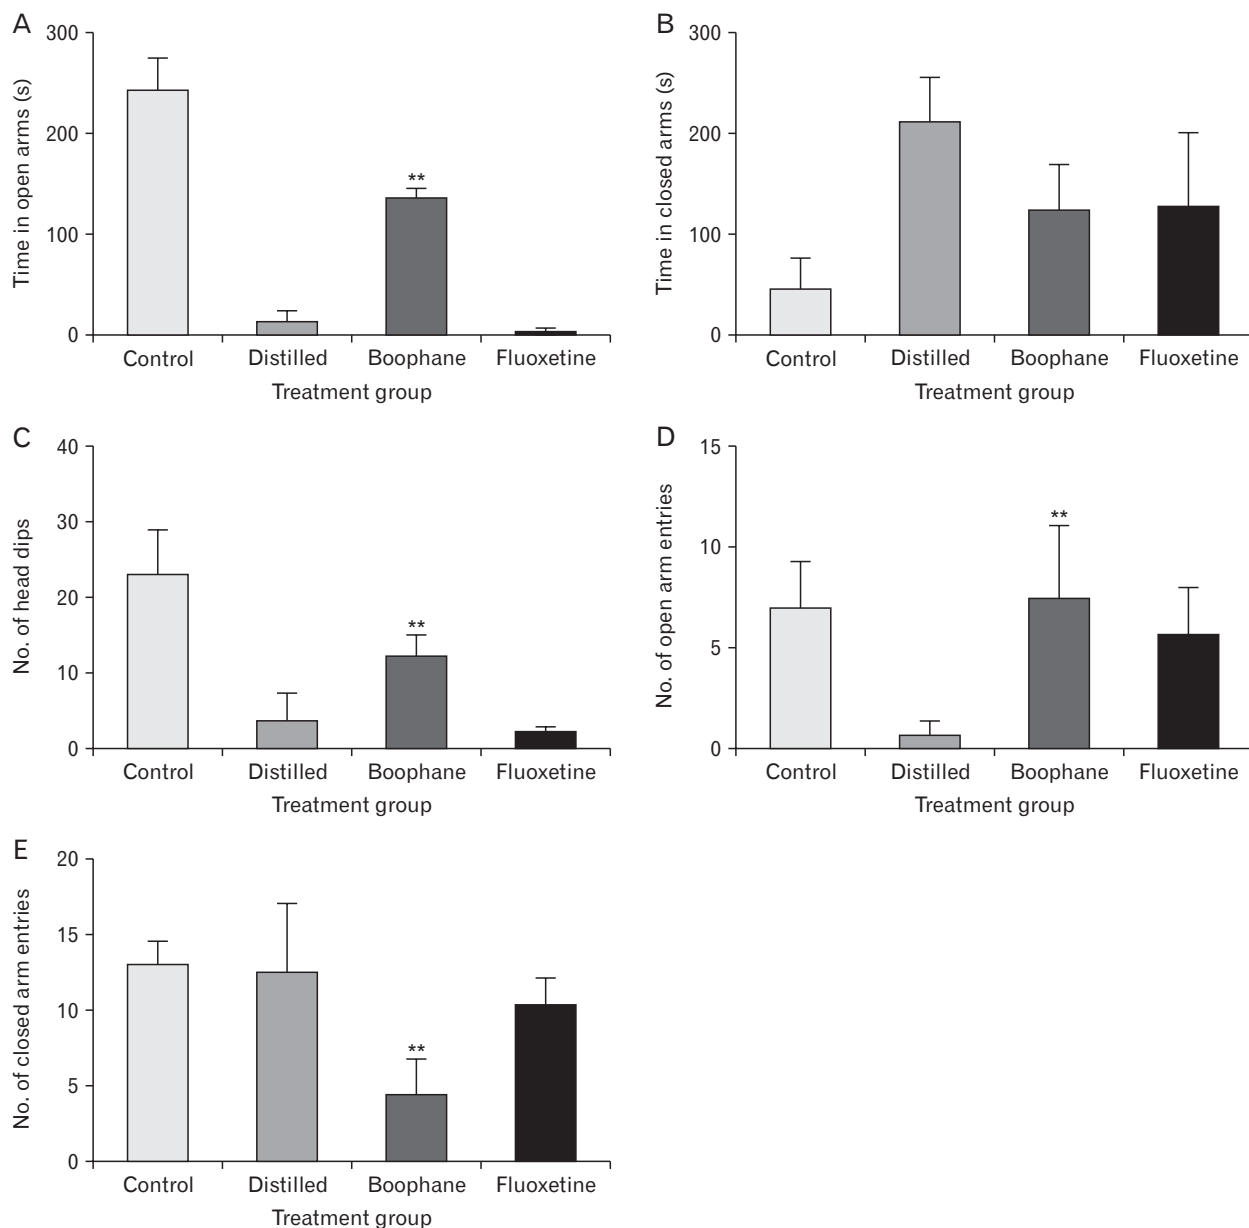 A
Time in open arms (s)
300
200
100
0
**
Control Distilled Boophane Fluoxetine
Treatment group
B
Time in closed arms (s)
300
200
100
0
Control Distilled Boophane Fluoxetine
Treatment group
C
No. of head dips
40
30
20
10
0
**
Control Distilled Boophane Fluoxetine
Treatment group
D
No. of open arm entries
15
10
5
0
**
Control Distilled Boophane Fluoxetine
Treatment group
E
No. of closed arm entries
20
15
10
5
0
**
Control Distilled Boophane Fluoxetine
Treatment group